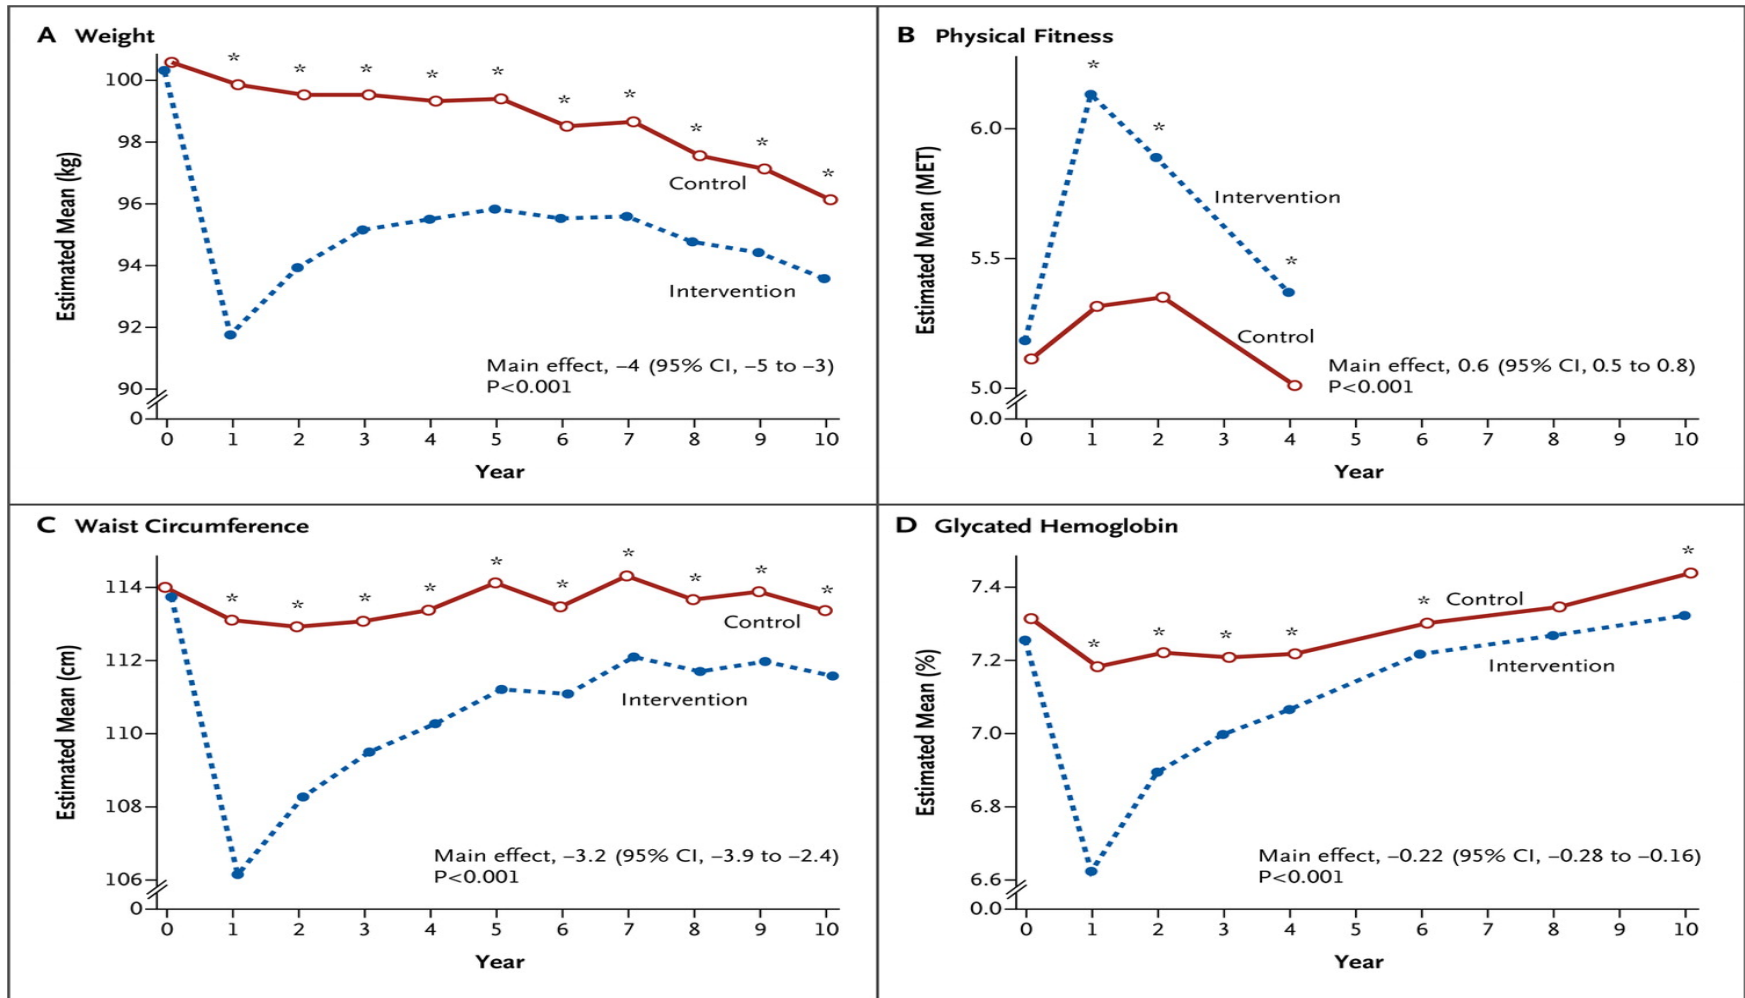 A Weight
Estimated Mean (kg)
100
98
96
94
92
90
0
* * * * * * * * * *
Control
Intervention
Main effect, –4 (95% CI, –5 to –3)
P<0.001
0 1 2 3 4 5 6 7 8 9 10
Year
B Physical Fitness
Estimated Mean (MET)
6.0
5.5
5.0
0.0
* * *
Intervention
Control
Main effect, 0.6 (95% CI, 0.5 to 0.8)
P<0.001
0 1 2 3 4 5 6 7 8 9 10
Year
C Waist Circumference
Estimated Mean (cm)
114
112
110
108
106
0
* * * * * * * * * *
Control
Intervention
Main effect, –3.2 (95% CI, –3.9 to –2.4)
P<0.001
0 1 2 3 4 5 6 7 8 9 10
Year
D Glycated Hemoglobin
Estimated Mean (%)
7.4
7.2
7.0
6.8
6.6
0.0
* * * * * *
Control
Intervention
Main effect, –0.22 (95% CI, –0.28 to –0.16)
P<0.001
0 1 2 3 4 5 6 7 8 9 10
Year